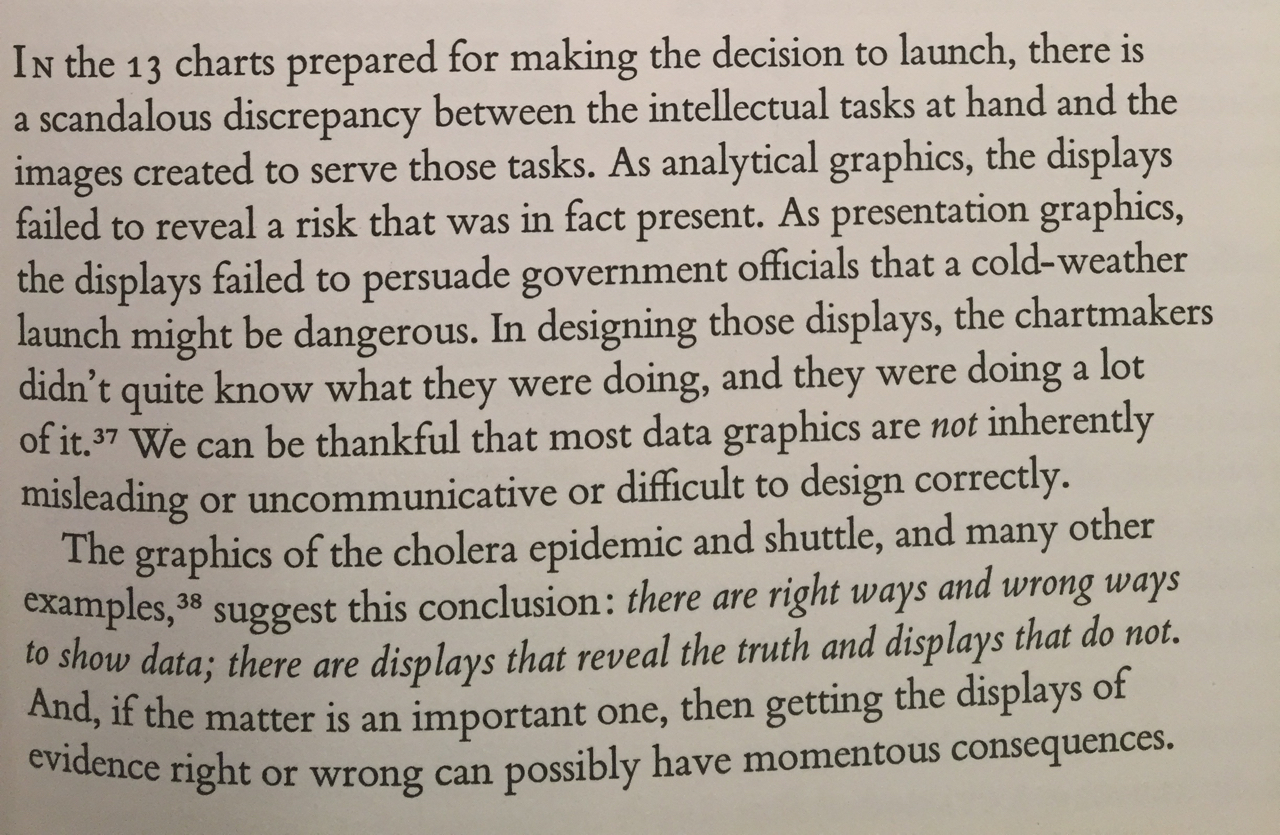 IN the 13 charts prepared for making the decision to launch, there is
a scandalous discrepancy between the intellectual tasks at hand and the
images created to serve those tasks. As analytical graphics, the displays
failed to reveal a risk that was in fact present. As presentation graphics,
the displays failed to persuade government officials that a cold-weather
launch might be dangerous. In designing those displays, the chartmakers
didn’t quite know what they were doing, and they were doing a lot
of it.³⁷ We can be thankful that most data graphics are not inherently
misleading or uncommunicative or difficult to design correctly.
The graphics of the cholera epidemic and shuttle, and many other
examples,³⁸ suggest this conclusion: there are right ways and wrong ways
to show data; there are displays that reveal the truth and displays that do not.
And, if the matter is an important one, then getting the displays of
evidence right or wrong can possibly have momentous consequences.